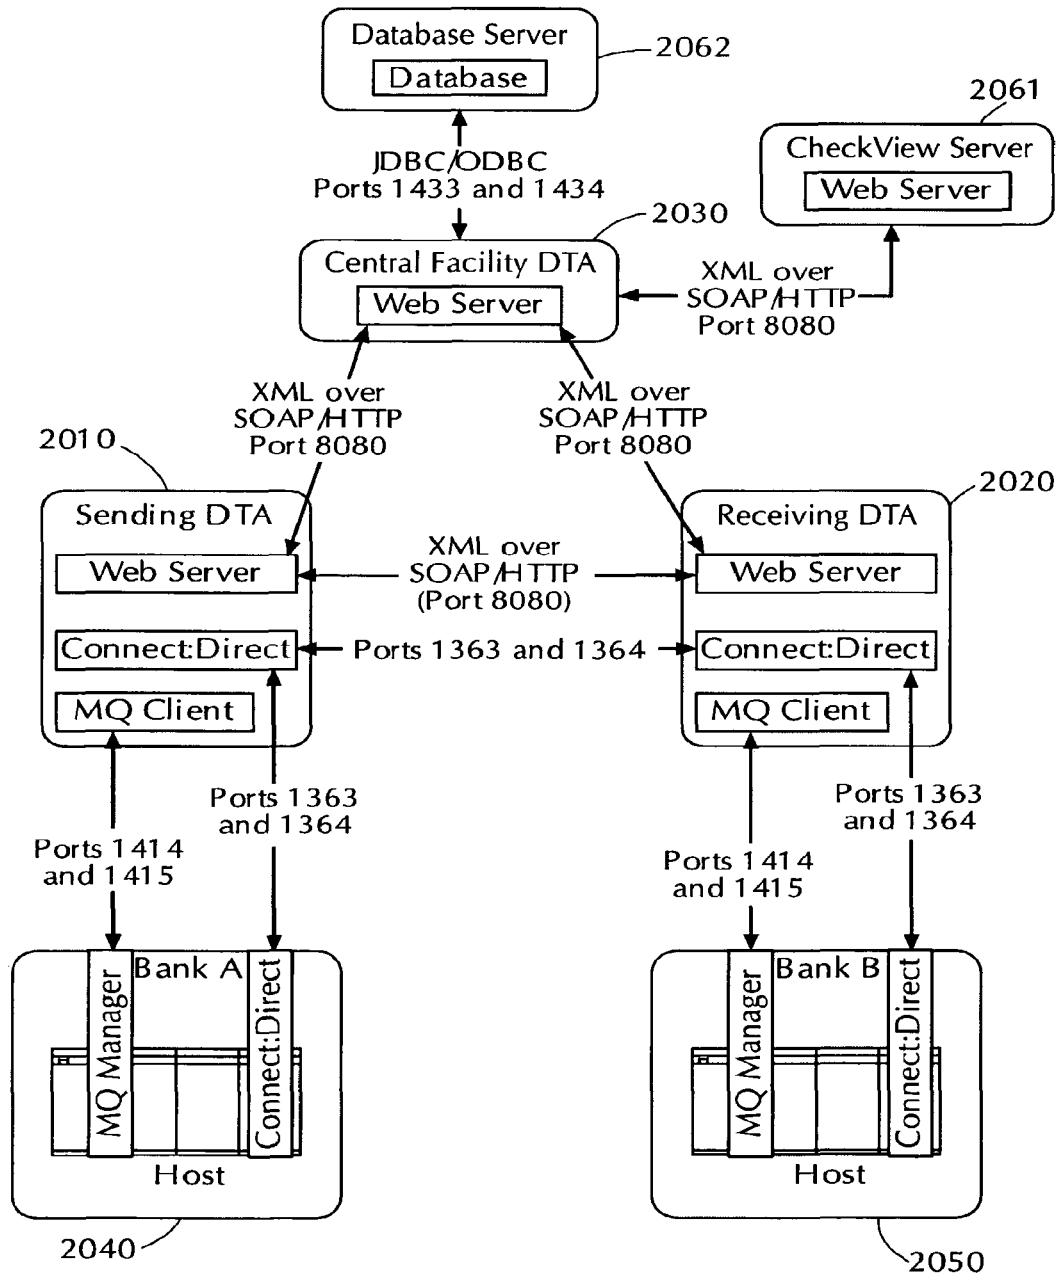 Database Server
Database
2062
JDBC/ODBC
Ports 1433 and 1434
2061
CheckView Server
Web Server
2030
Central Facility DTA
Web Server
XML over
SOAP/HTTP
Port 8080
XML over
SOAP/HTTP
Port 8080
XML over
SOAP/HTTP
Port 8080
2010
Sending DTA
Web Server
Connect:Direct
MQ Client
XML over
SOAP/HTTP
(Port 8080)
Ports 1363 and 1364
2020
Receiving DTA
Web Server
Connect:Direct
MQ Client
Ports 1414
and 1415
Ports 1363
and 1364
Ports 1414
and 1415
Ports 1363
and 1364
Bank A
MQ Manager
Connect:Direct
Host
2040
Bank B
MQ Manager
Connect:Direct
Host
2050